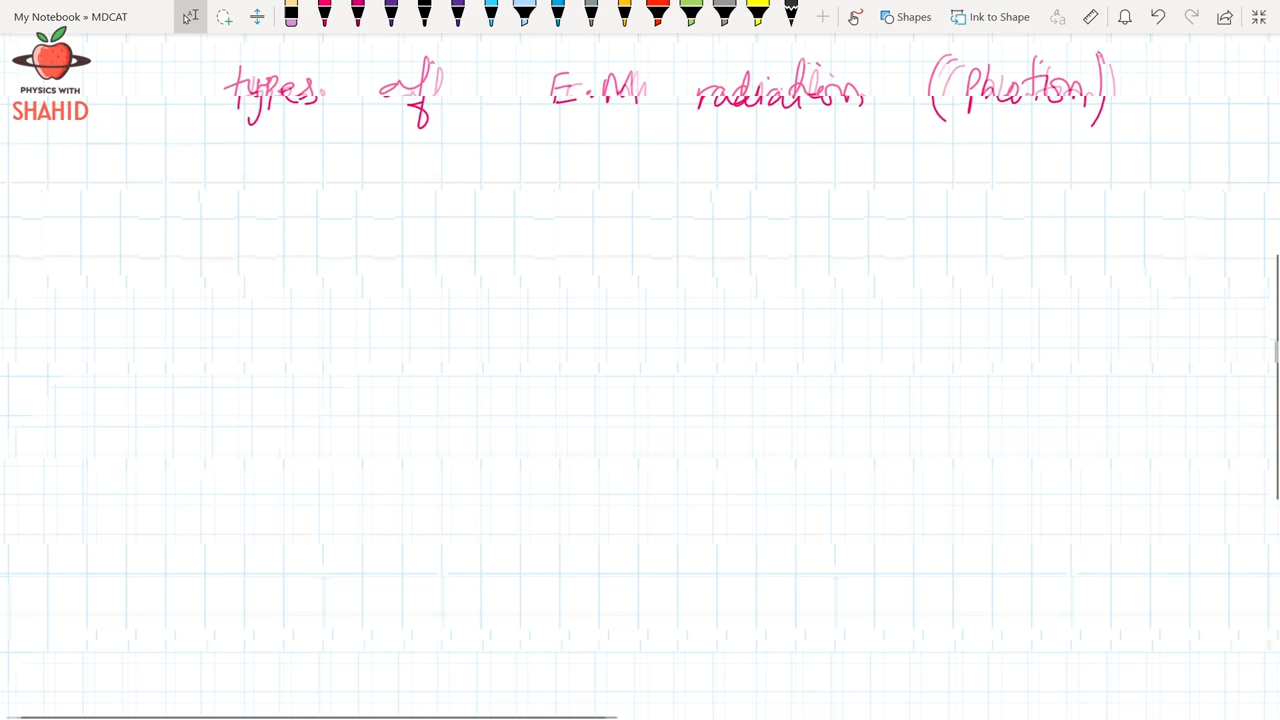 My Notebook » MDCAT
Shapes
Ink to Shape
PHYSICS WITH
SHAHID
types of E.M radiation (Photon)